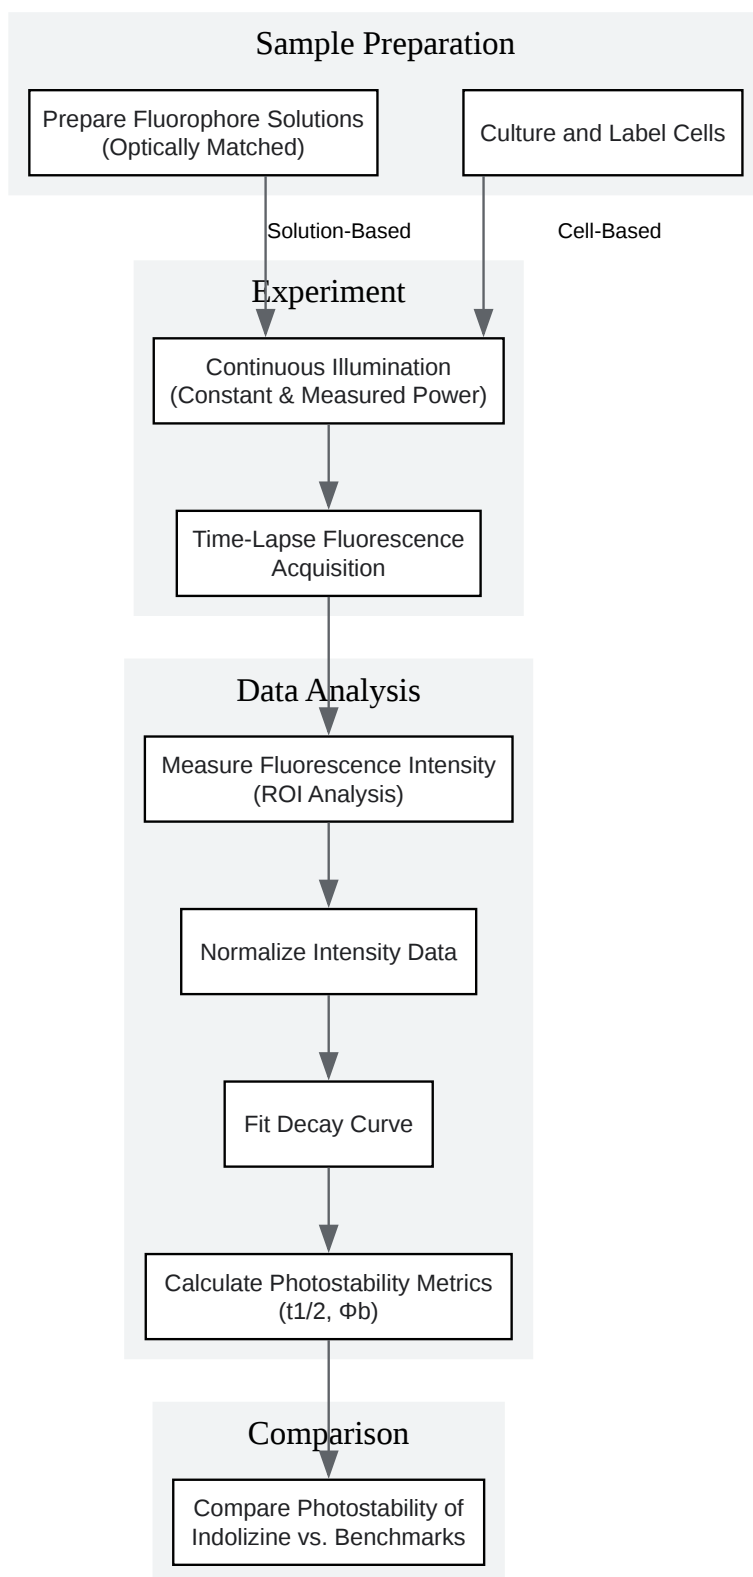 Sample Preparation
Prepare Fluorophore Solutions
(Optically Matched)
Culture and Label Cells
Solution-Based
Cell-Based
Experiment
Continuous Illumination
(Constant & Measured Power)
Time-Lapse Fluorescence
Acquisition
Data Analysis
Measure Fluorescence Intensity
(ROI Analysis)
Normalize Intensity Data
Fit Decay Curve
Calculate Photostability Metrics
(t1/2, Φb)
Comparison
Compare Photostability of
Indolizine vs. Benchmarks